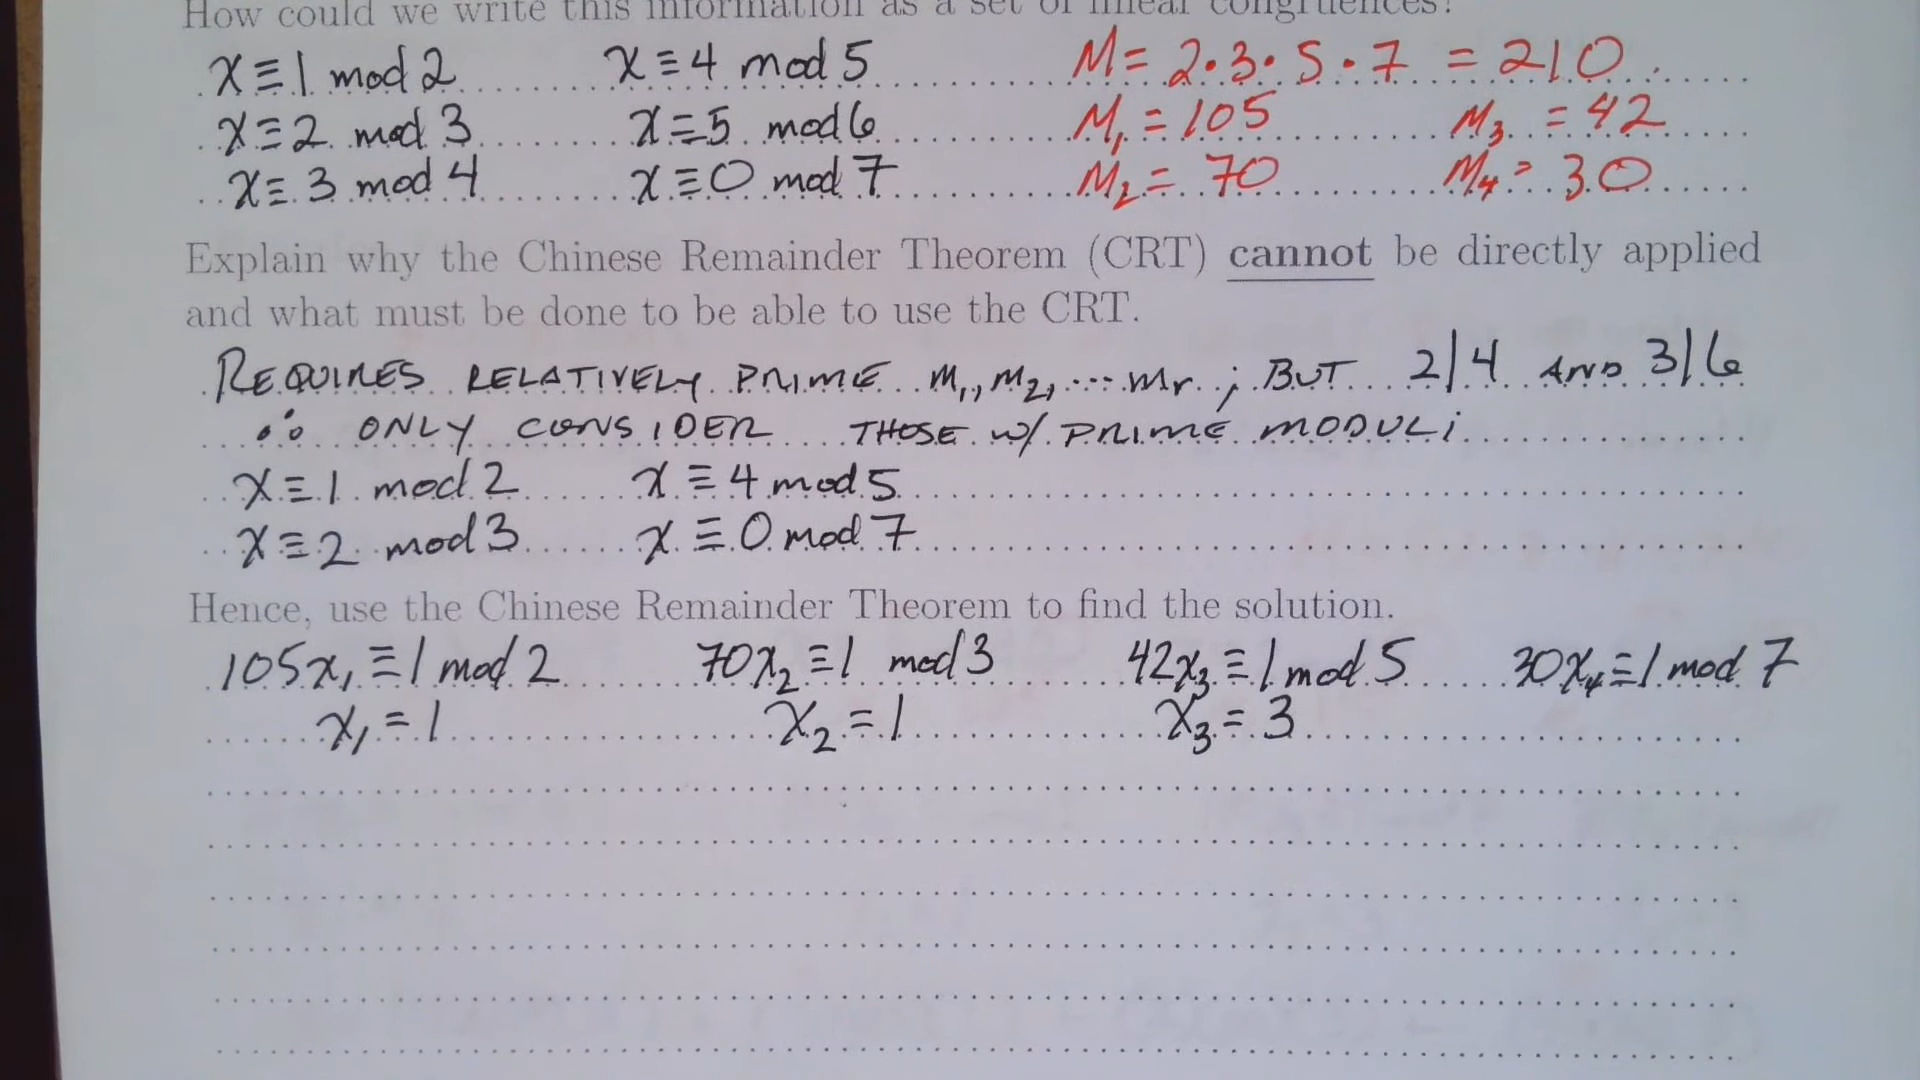 How could we write this information as a set of linear congruences?
x ≡ 1 mod 2 x ≡ 4 mod 5 M = 2·3·5·7 = 210
x ≡ 2 mod 3 x ≡ 5 mod 6 M₁ = 105 M₃ = 42
x ≡ 3 mod 4 x ≡ 0 mod 7 M₂ = 70 M₄ = 30
Explain why the Chinese Remainder Theorem (CRT) cannot be directly applied
and what must be done to be able to use the CRT.
REQUIRES RELATIVELY PRIME m₁, m₂, ... mr ; BUT 2|4 AND 3|6
∴ ONLY CONSIDER THOSE W/ PRIME MODULI
x ≡ 1 mod 2 x ≡ 4 mod 5
x ≡ 2 mod 3 x ≡ 0 mod 7
Hence, use the Chinese Remainder Theorem to find the solution.
105x₁ ≡ 1 mod 2 70x₂ ≡ 1 mod 3 42x₃ ≡ 1 mod 5 30x₄ ≡ 1 mod 7
x₁ = 1 x₂ = 1 x₃ = 3